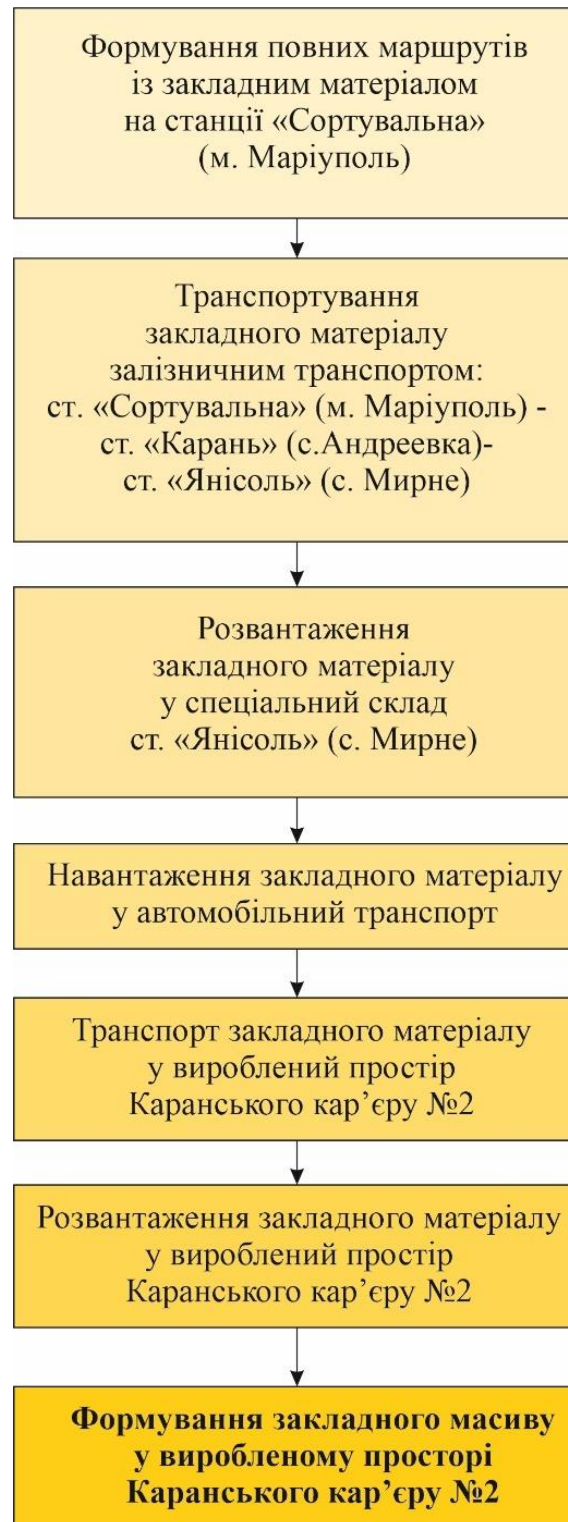 Формування повних маршрутів
із закладним матеріалом
на станції «Сортувальна»
(м. Маріуполь)
Транспортування
закладного матеріалу
залізничним транспортом:
ст. «Сортувальна» (м. Маріуполь) -
ст. «Карань» (с.Андреевка)-
ст. «Янісоль» (с. Мирне)
Розвантаження
закладного матеріалу
у спеціальний склад
ст. «Янісоль» (с. Мирне)
Навантаження закладного матеріалу
у автомобільний транспорт
Транспорт закладного матеріалу
у вироблений простір
Каранського кар’єру №2
Розвантаження закладного матеріалу
у вироблений простір
Каранського кар’єру №2
Формування закладного масиву
у виробленому просторі
Каранського кар’єру №2